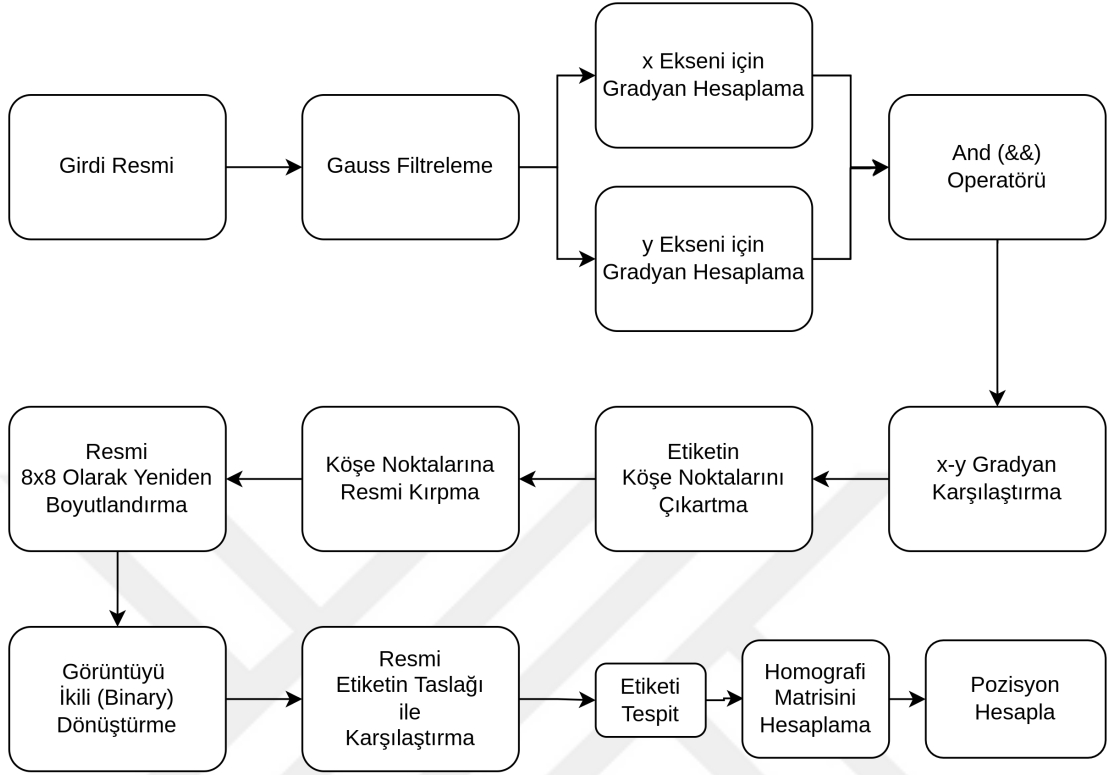 Girdi Resmi
Gauss Filtreleme
x Ekseni için
Gradyan Hesaplama
y Ekseni için
Gradyan Hesaplama
And (&&)
Operatörü
x-y Gradyan
Karşılaştırma
Etiketin
Köşe Noktalarını
Çıkartma
Köşe Noktalarına
Resmi Kırpma
Resmi
8x8 Olarak Yeniden
Boyutlandırma
Görüntüyü
İkili (Binary)
Dönüştürme
Resmi
Etiketin Taslağı
ile
Karşılaştırma
Etiketi
Tespit
Homografi
Matrisini
Hesaplama
Pozisyon
Hesapla